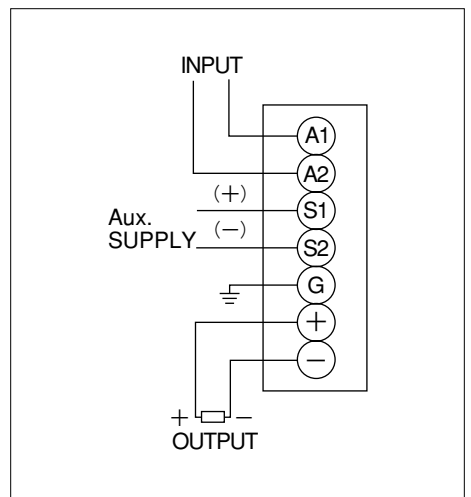 INPUT
A1
A2
(+)
S1
Aux.
SUPPLY
(−)
S2
G
+
−
+ −
OUTPUT